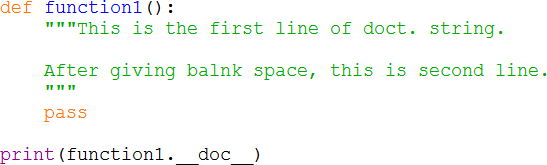 def function1():
    """This is the first line of doct. string.

    After giving balnk space, this is second line.
    """
    pass

print(function1.__doc__)